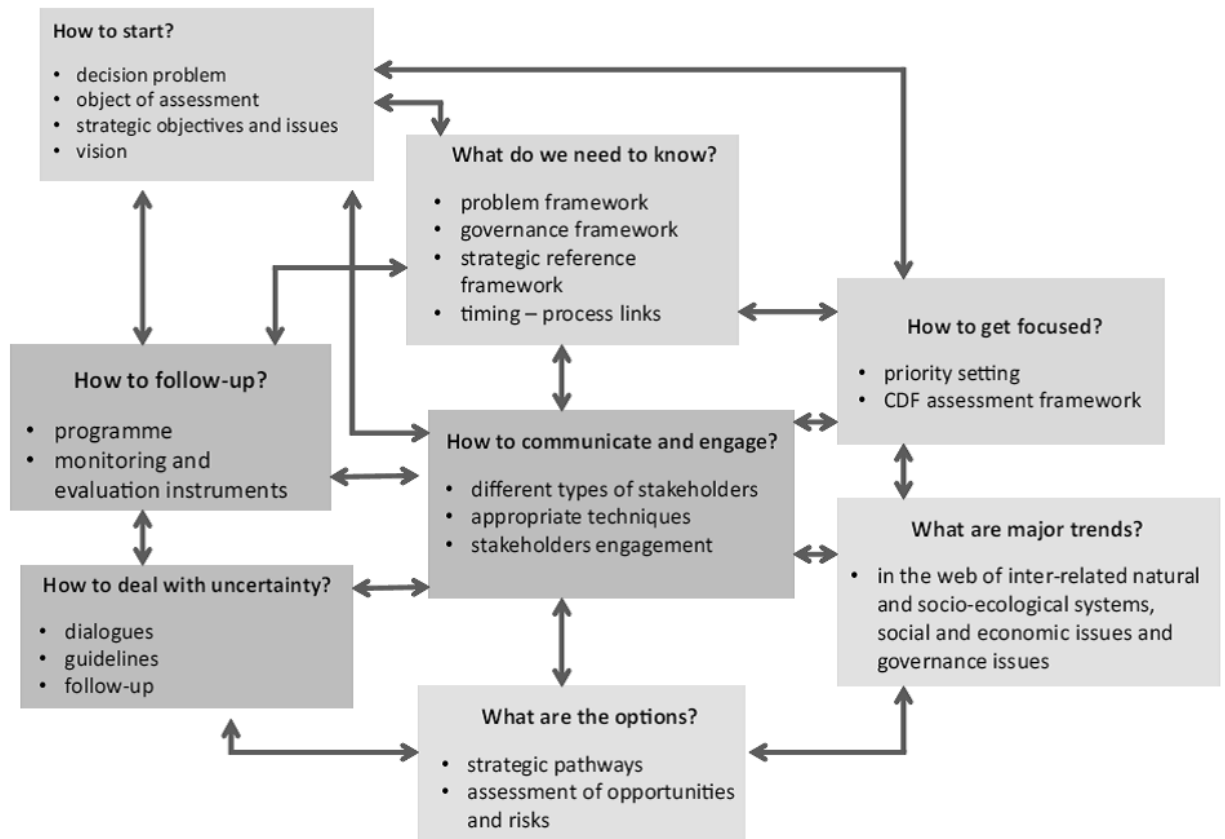 How to start?
• decision problem
• object of assessment
• strategic objectives and issues
• vision
What do we need to know?
• problem framework
• governance framework
• strategic reference
framework
• timing – process links
How to get focused?
• priority setting
• CDF assessment framework
How to follow-up?
• programme
• monitoring and
evaluation instruments
How to communicate and engage?
• different types of stakeholders
• appropriate techniques
• stakeholders engagement
What are major trends?
• in the web of inter-related natural
and socio-ecological systems,
social and economic issues and
governance issues
How to deal with uncertainty?
• dialogues
• guidelines
• follow-up
What are the options?
• strategic pathways
• assessment of opportunities
and risks